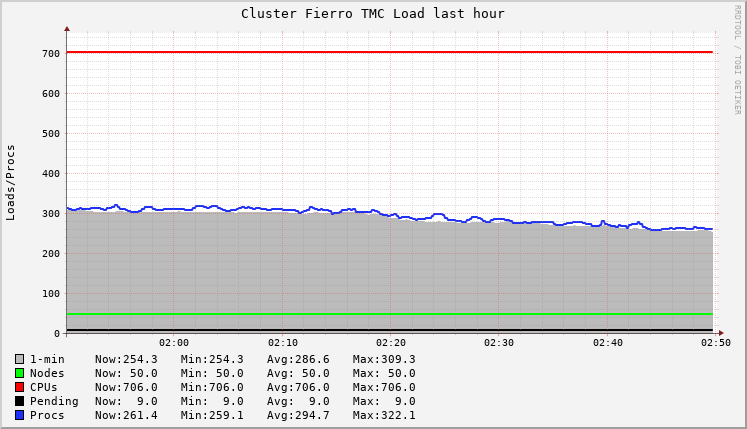 Cluster Fierro TMC Load last hour
RRDTOOL / TOBI OETIKER
Loads/Procs
700
600
500
400
300
200
100
0
02:00 02:10 02:20 02:30 02:40 02:50
1-min Now:254.3 Min:254.3 Avg:286.6 Max:309.3
Nodes Now: 50.0 Min: 50.0 Avg: 50.0 Max: 50.0
CPUs Now:706.0 Min:706.0 Avg:706.0 Max:706.0
Pending Now: 9.0 Min: 9.0 Avg: 9.0 Max: 9.0
Procs Now:261.4 Min:259.1 Avg:294.7 Max:322.1